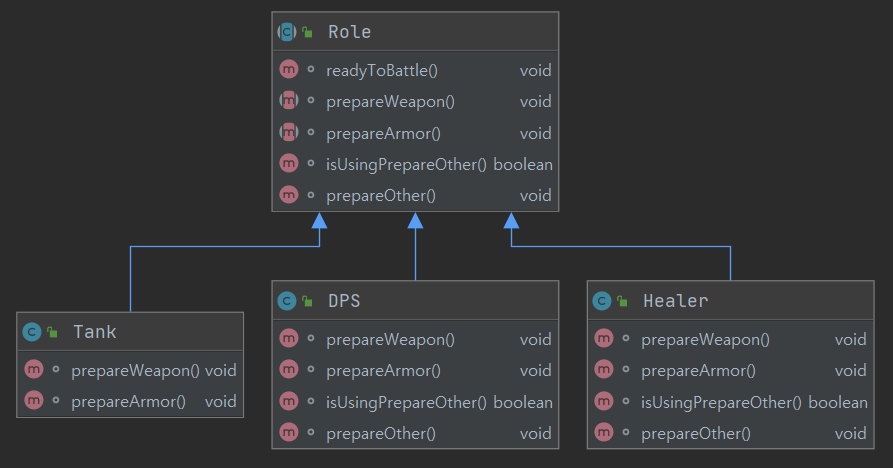 Role
readyToBattle() void
prepareWeapon() void
prepareArmor() void
isUsingPrepareOther() boolean
prepareOther() void
Tank
prepareWeapon() void
prepareArmor() void
DPS
prepareWeapon() void
prepareArmor() void
isUsingPrepareOther() boolean
prepareOther() void
Healer
prepareWeapon() void
prepareArmor() void
isUsingPrepareOther() boolean
prepareOther() void